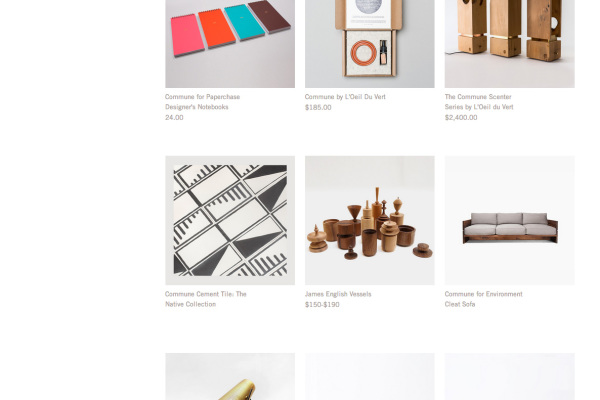 Commune for Paperchase
Designer's Notebooks
24.00
Commune by L'Oeil Du Vert
$185.00
The Commune Scenter
Series by L'Oeil du Vert
$2,400.00
Commune Cement Tile: The
Native Collection
James English Vessels
$150-$190
Commune for Environment
Cleat Sofa